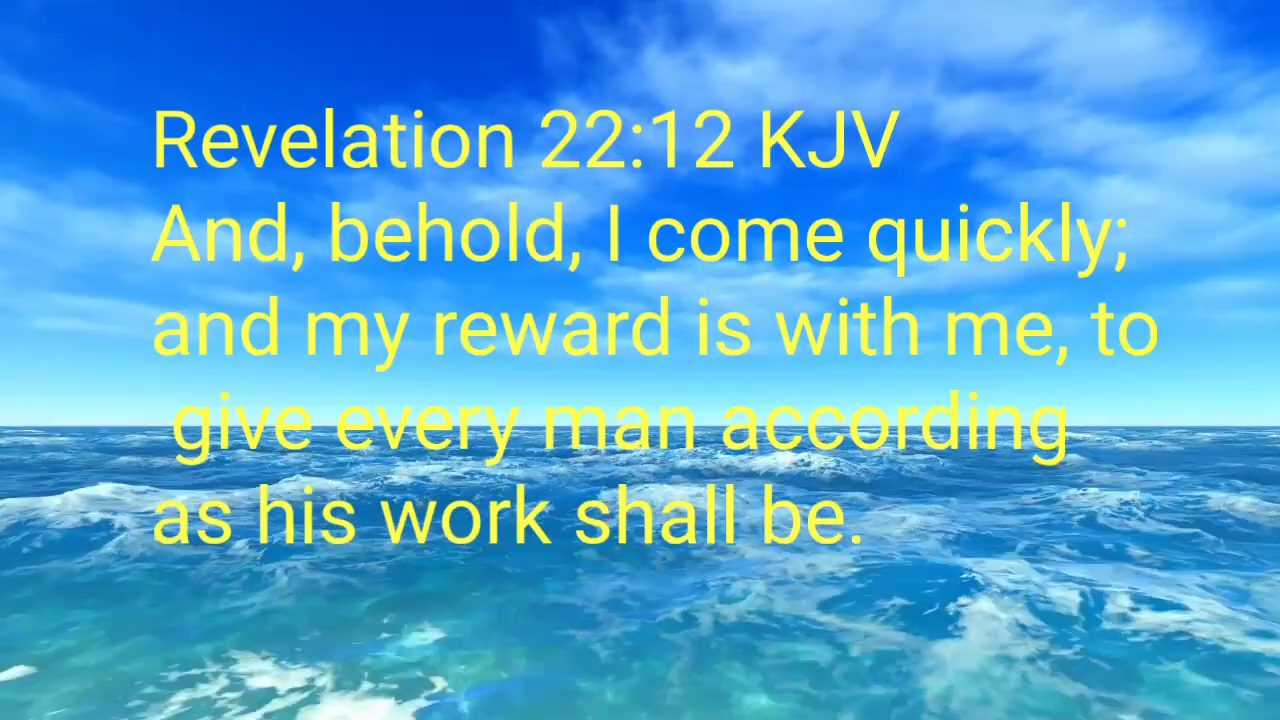 Revelation 22:12 KJV
And, behold, I come quickly;
and my reward is with me, to
give every man according
as his work shall be.